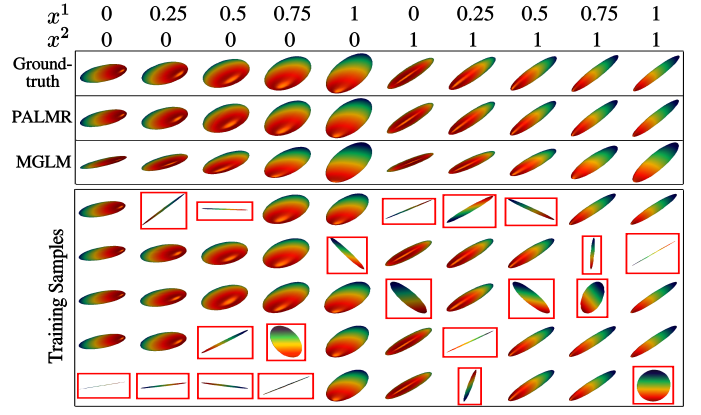 x¹ 0 0.25 0.5 0.75 1 0 0.25 0.5 0.75 1
x² 0 0 0 0 0 1 1 1 1 1
Ground-
truth
PALMR
MGLM
Training Samples